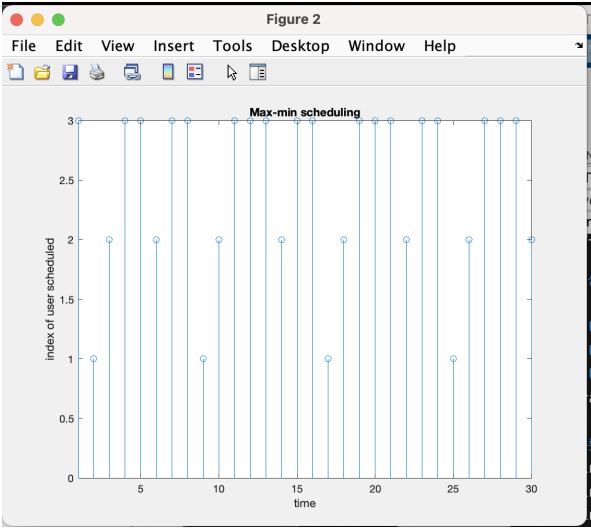 Figure 2
File Edit View Insert Tools Desktop Window Help
Max-min scheduling
3
2.5
2
1.5
1
0.5
0
index of user scheduled
5 10 15 20 25 30
time